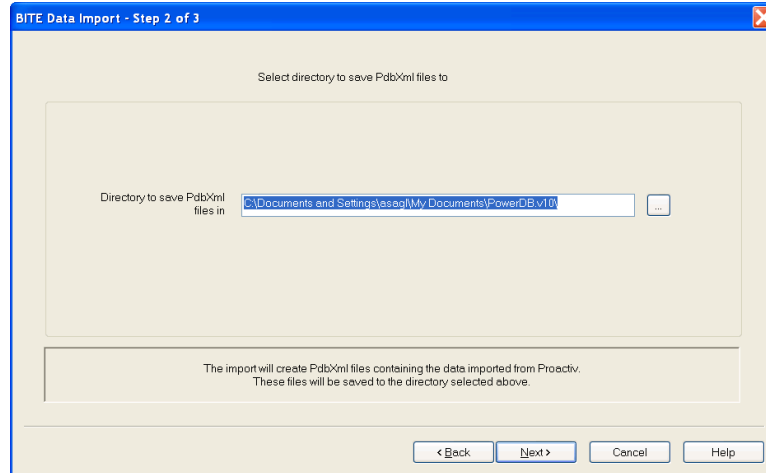 BITE Data Import - Step 2 of 3
Select directory to save PdbXml files to
Directory to save PdbXml
files in
C:\Documents and Settings\asagl\My Documents\PowerDB.v10\
...
The import will create PdbXml files containing the data imported from Proactiv.
These files will be saved to the directory selected above.
< Back
Next >
Cancel
Help